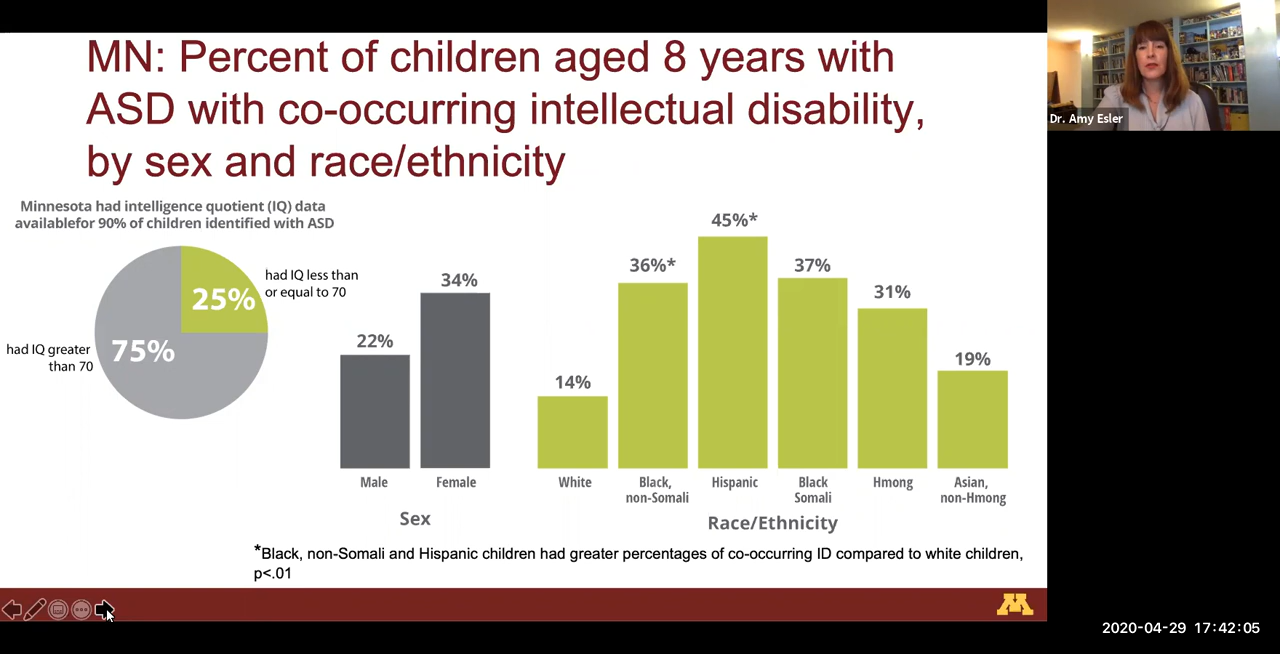 MN: Percent of children aged 8 years with
ASD with co-occurring intellectual disability,
by sex and race/ethnicity
Dr. Amy Esler
Minnesota had intelligence quotient (IQ) data
availablefor 90% of children identified with ASD
25%
had IQ less than
or equal to 70
75%
had IQ greater
than 70
22%
34%
Male
Female
Sex
14%
36%*
45%*
37%
31%
19%
White
Black,
non-Somali
Hispanic
Black
Somali
Hmong
Asian,
non-Hmong
Race/Ethnicity
*Black, non-Somali and Hispanic children had greater percentages of co-occurring ID compared to white children,
p<.01
M
2020-04-29 17:42:05